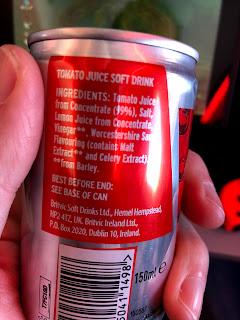 TOMATO JUICE SOFT DRINK
INGREDIENTS: Tomato Juice
from Concentrate (99%), Salt,
Lemon Juice from Concentrate,
Vinegar**, Worcestershire
Flavouring (contains Malt
Extract** and Celery Extract).
**from Barley.
BEST BEFORE END:
SEE BASE OF CAN
Britvic Soft Drinks Ltd., Hemel Hempstead,
HP2 4TZ, UK. Britvic Ireland Ltd.,
P.O. Box 2020, Dublin 10, Ireland.
150ml e